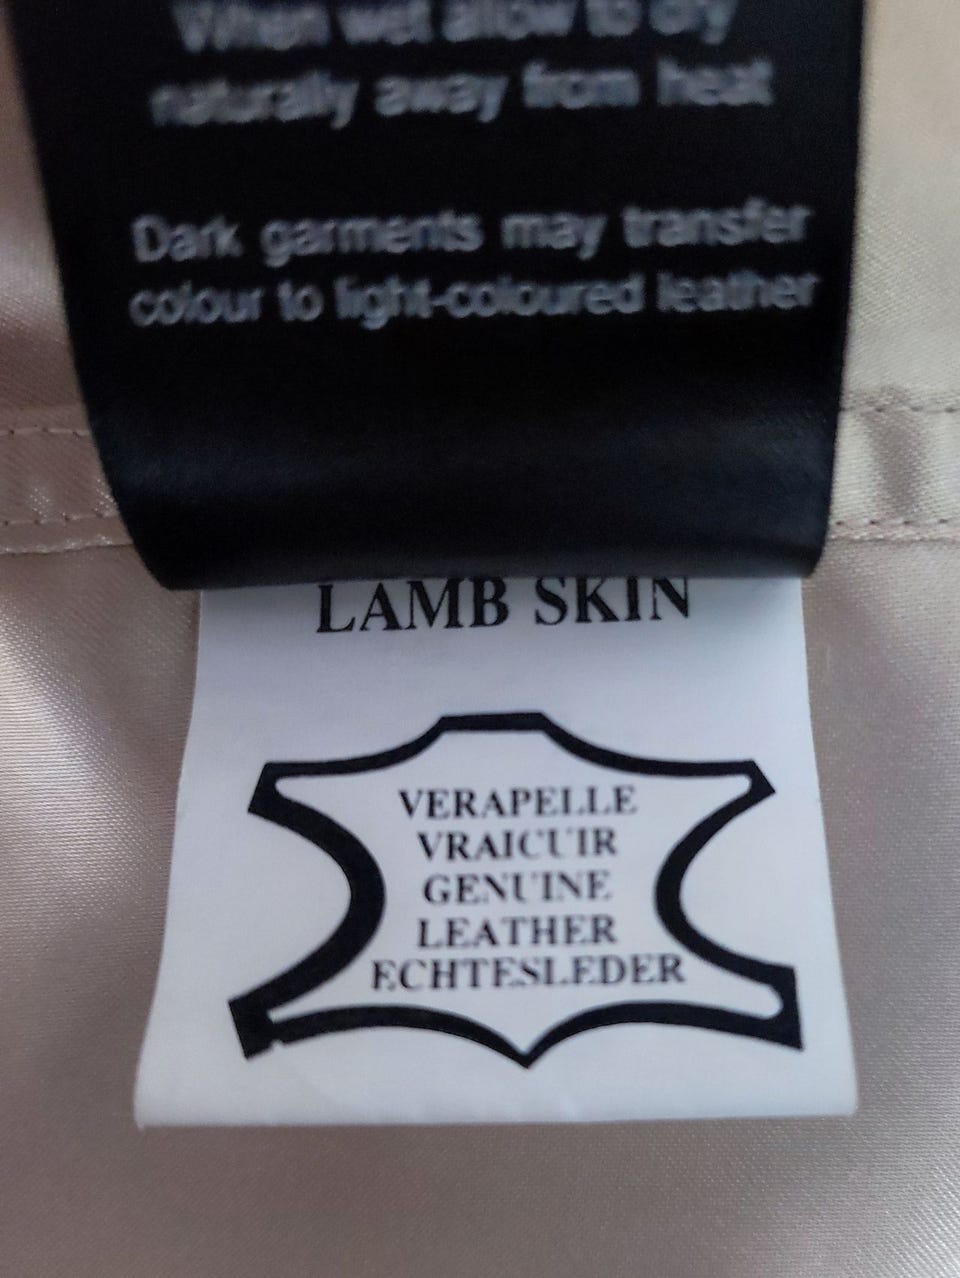 When wet allow to dry
naturally away from heat
Dark garments may transfer
colour to light-coloured leather
LAMB SKIN
VERAPELLE
VRAICUIR
GENUINE
LEATHER
ECHTESLEDER